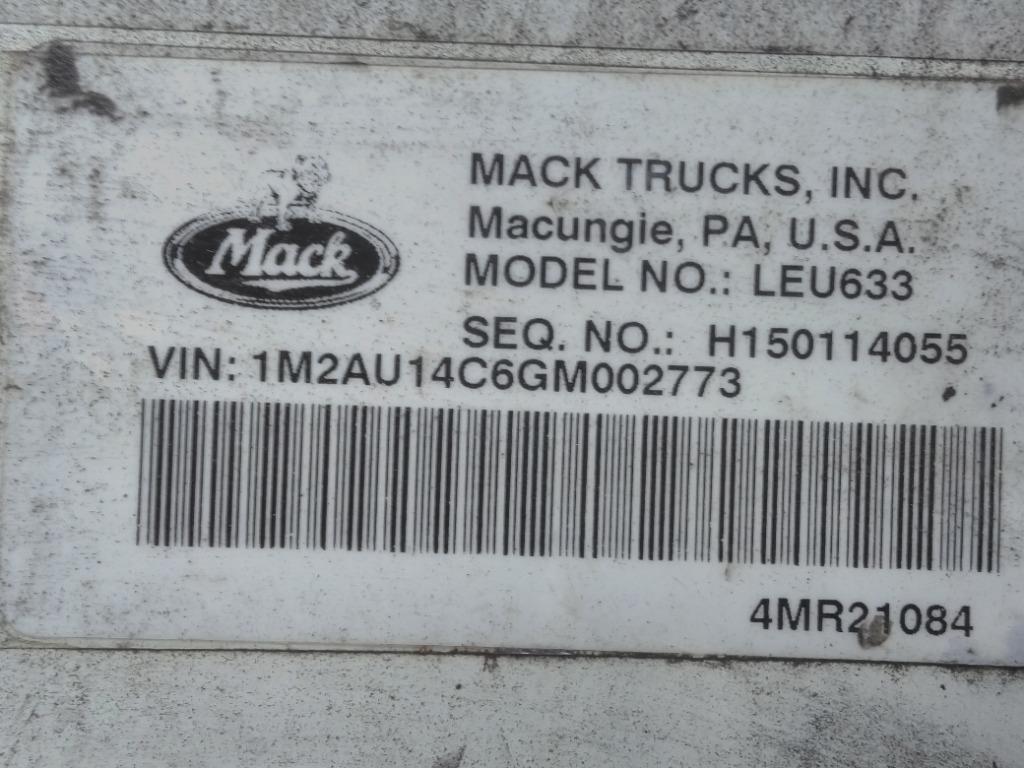 Mack
MACK TRUCKS, INC.
Macungie, PA, U.S.A.
MODEL NO.: LEU633
SEQ. NO.: H150114055
VIN: 1M2AU14C6GM002773
4MR21084